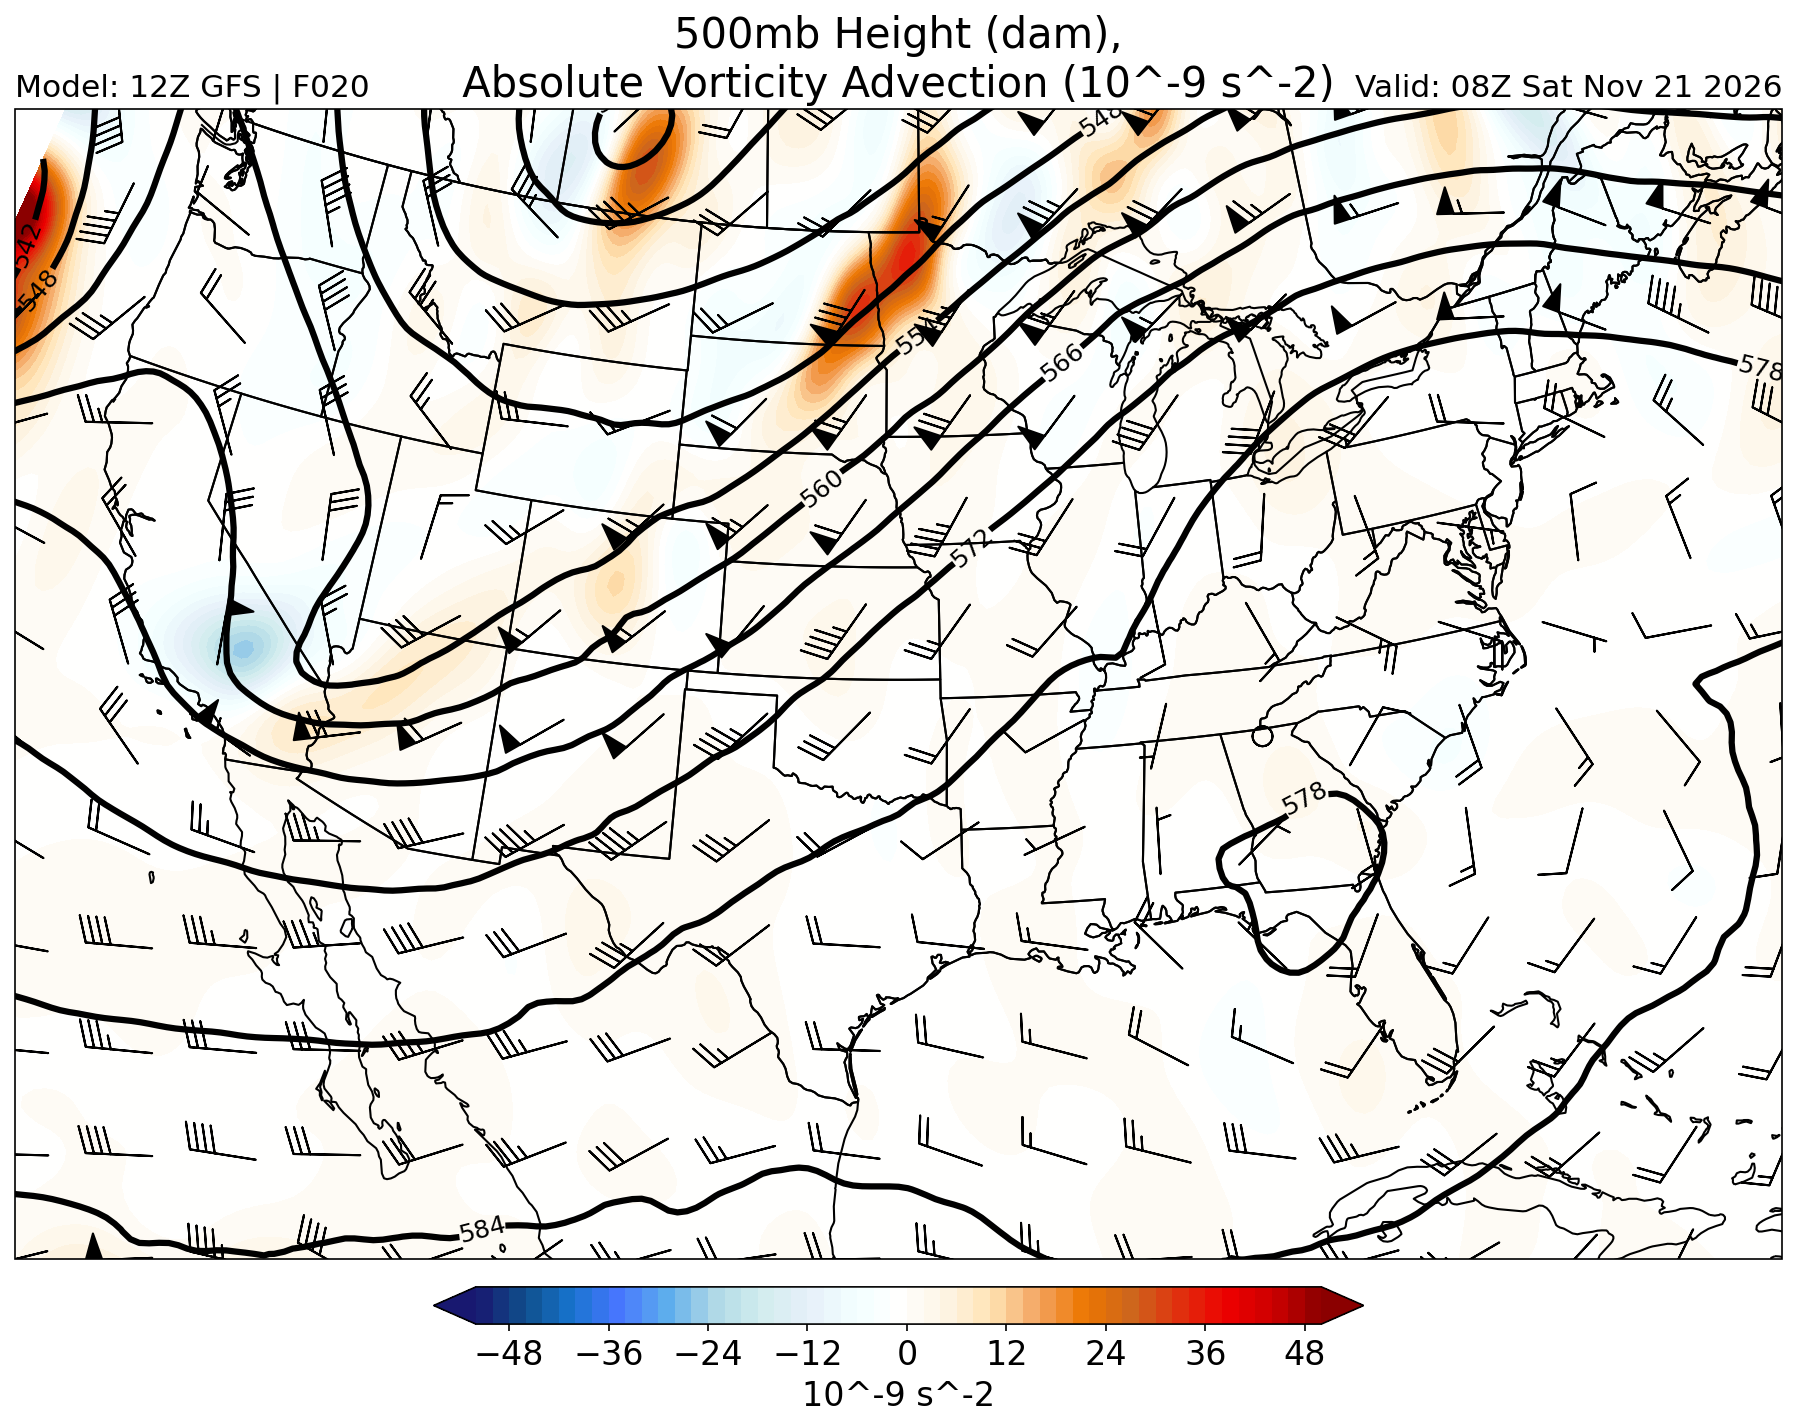 500mb Height (dam),
Model: 12Z GFS | F020
Absolute Vorticity Advection (10^-9 s^-2)
Valid: 08Z Sat Nov 21 2026
548
542
548
554
566
578
560
572
578
584
−48 −36 −24 −12 0 12 24 36 48
10^-9 s^-2